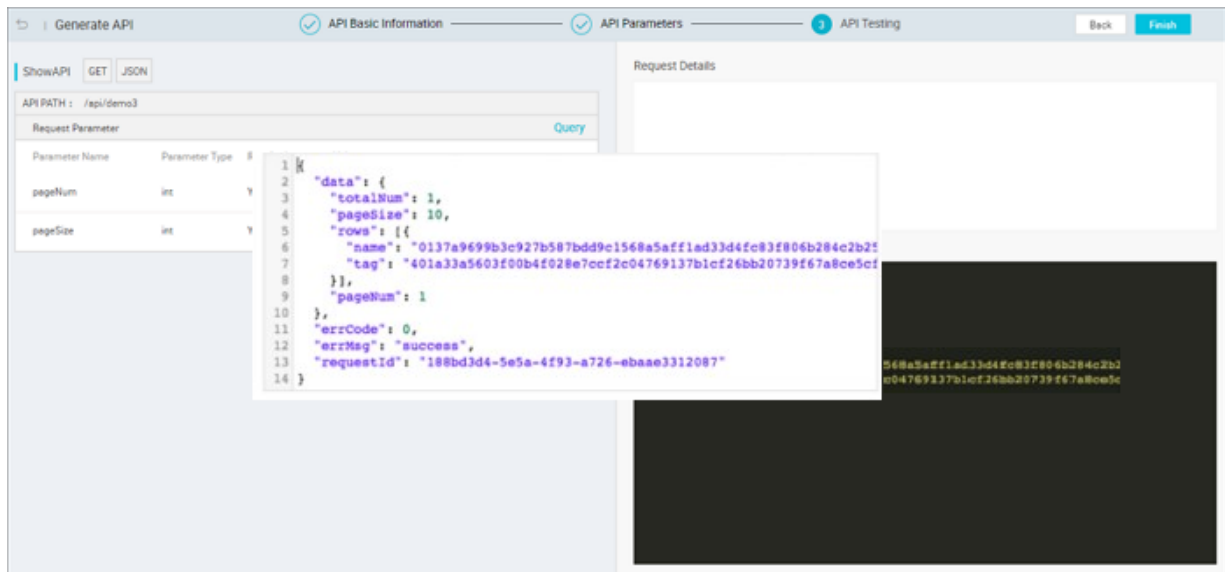 Generate API
API Basic Information
API Parameters
3 API Testing
Back
Finish
ShowAPI GET JSON
API PATH : /api/demo3
Request Parameter Query
Parameter Name Parameter Type
pageNum int Y
pageSize int Y
Request Details
1 {
2 "data": {
3 "totalNum": 1,
4 "pageSize": 10,
5 "rows": [{
6 "name": "0137a9699b3c927b587bdd9c1568a5aff1ad33d4fc83f806b284c2b25
7 "tag": "401a33a5603f00b4f028e7ccf2c04769137b1cf26bb20739f67a8ce5cf
8 }],
9 "pageNum": 1
10 },
11 "errCode": 0,
12 "errMsg": "success",
13 "requestId": "188bd3d4-5e5a-4f93-a726-ebaae3312087"
14 }
568a5aff1ad33d4fc83f806b284c2b2
c04769137b1cf26bb20739f67a8ce5c